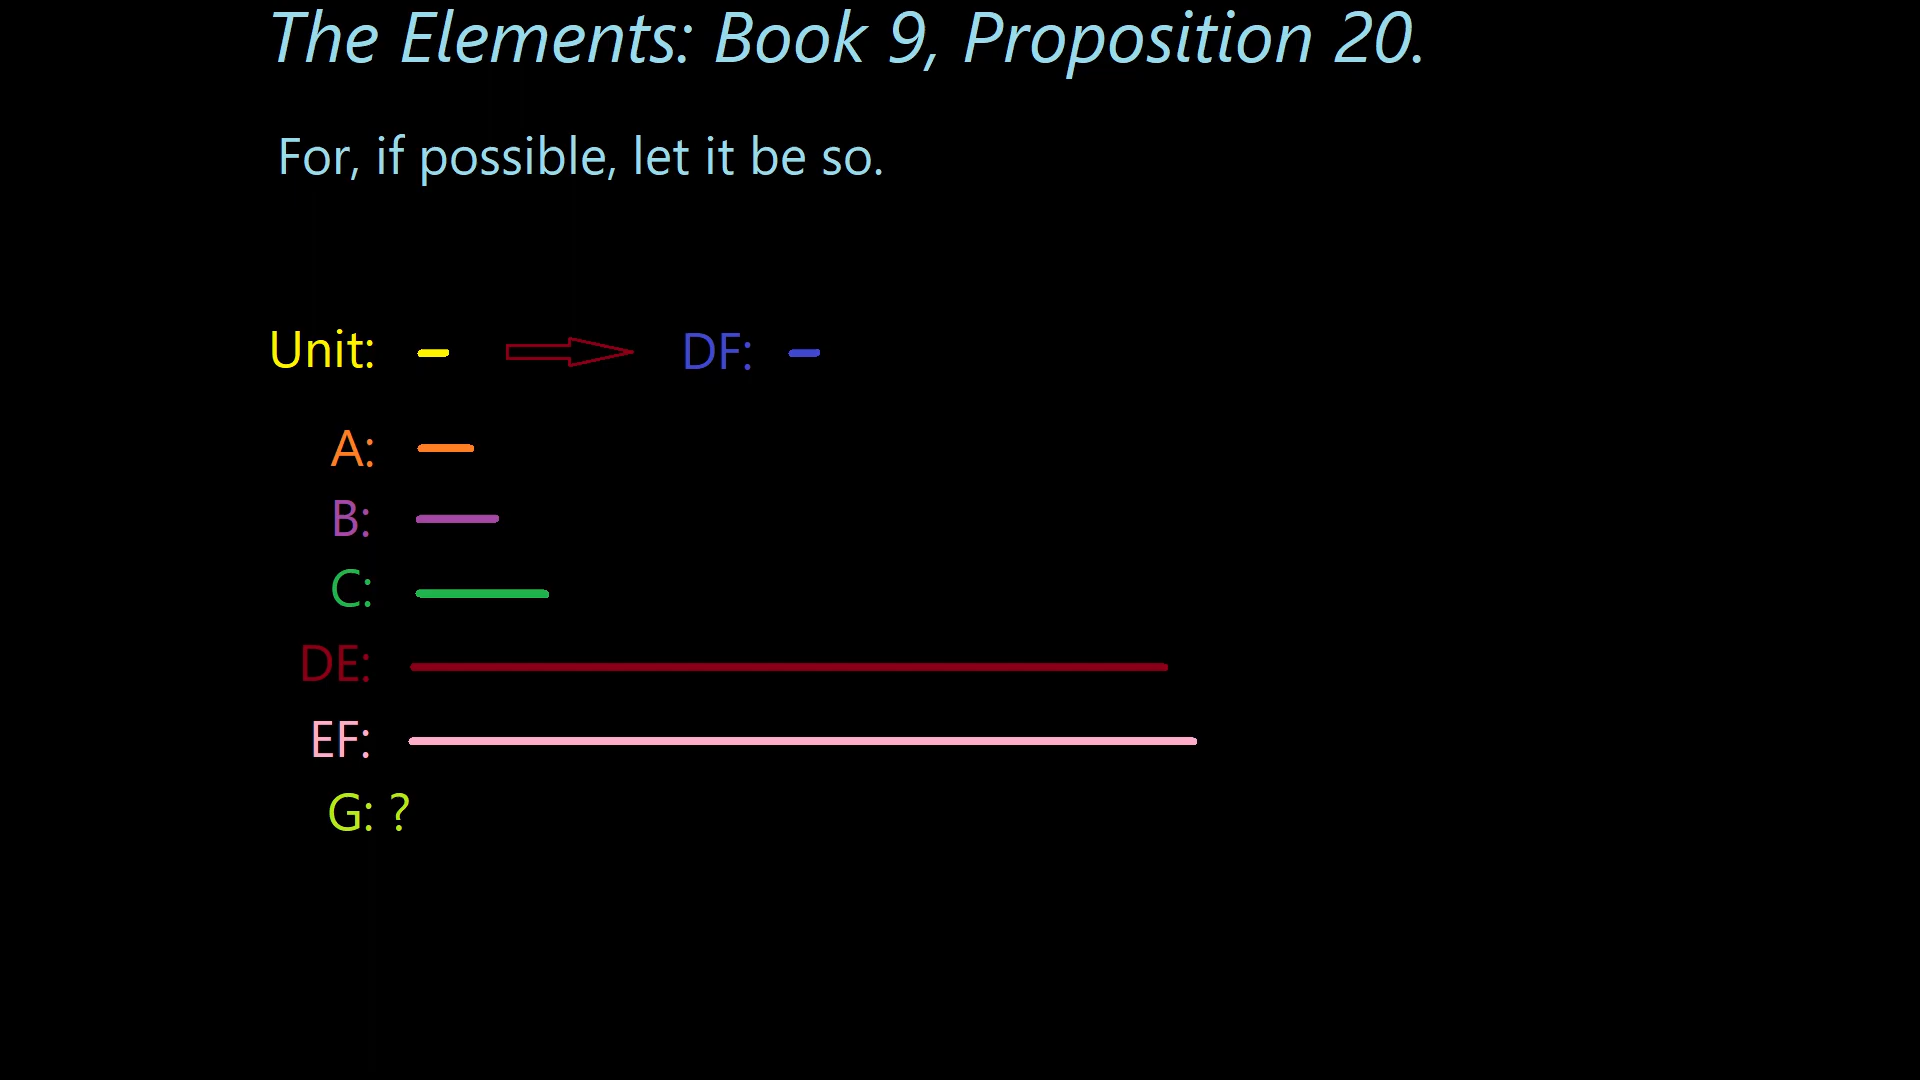 The Elements: Book 9, Proposition 20.
For, if possible, let it be so.
Unit: DF:
A:
B:
C:
DE:
EF:
G: ?